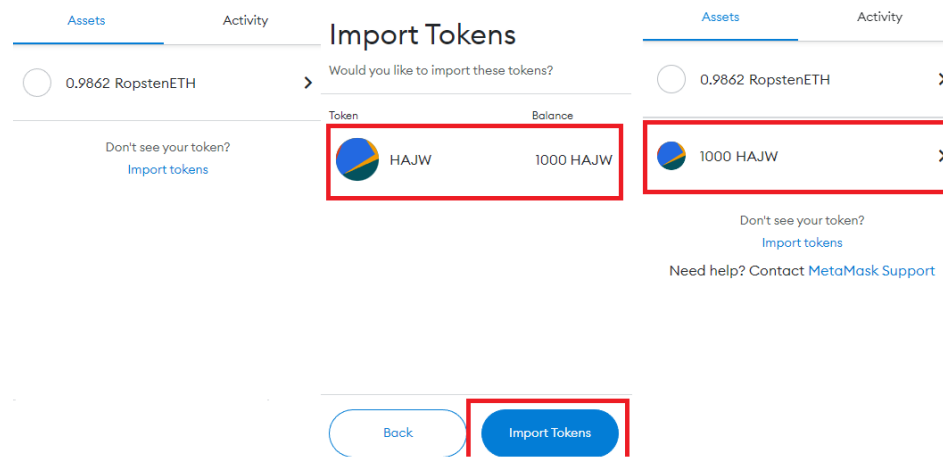 Assets Activity
0.9862 RopstenETH
Don't see your token?
Import tokens
Import Tokens
Would you like to import these tokens?
Token Balance
HAJW 1000 HAJW
Back Import Tokens
Assets Activity
0.9862 RopstenETH
1000 HAJW
Don't see your token?
Import tokens
Need help? Contact MetaMask Support